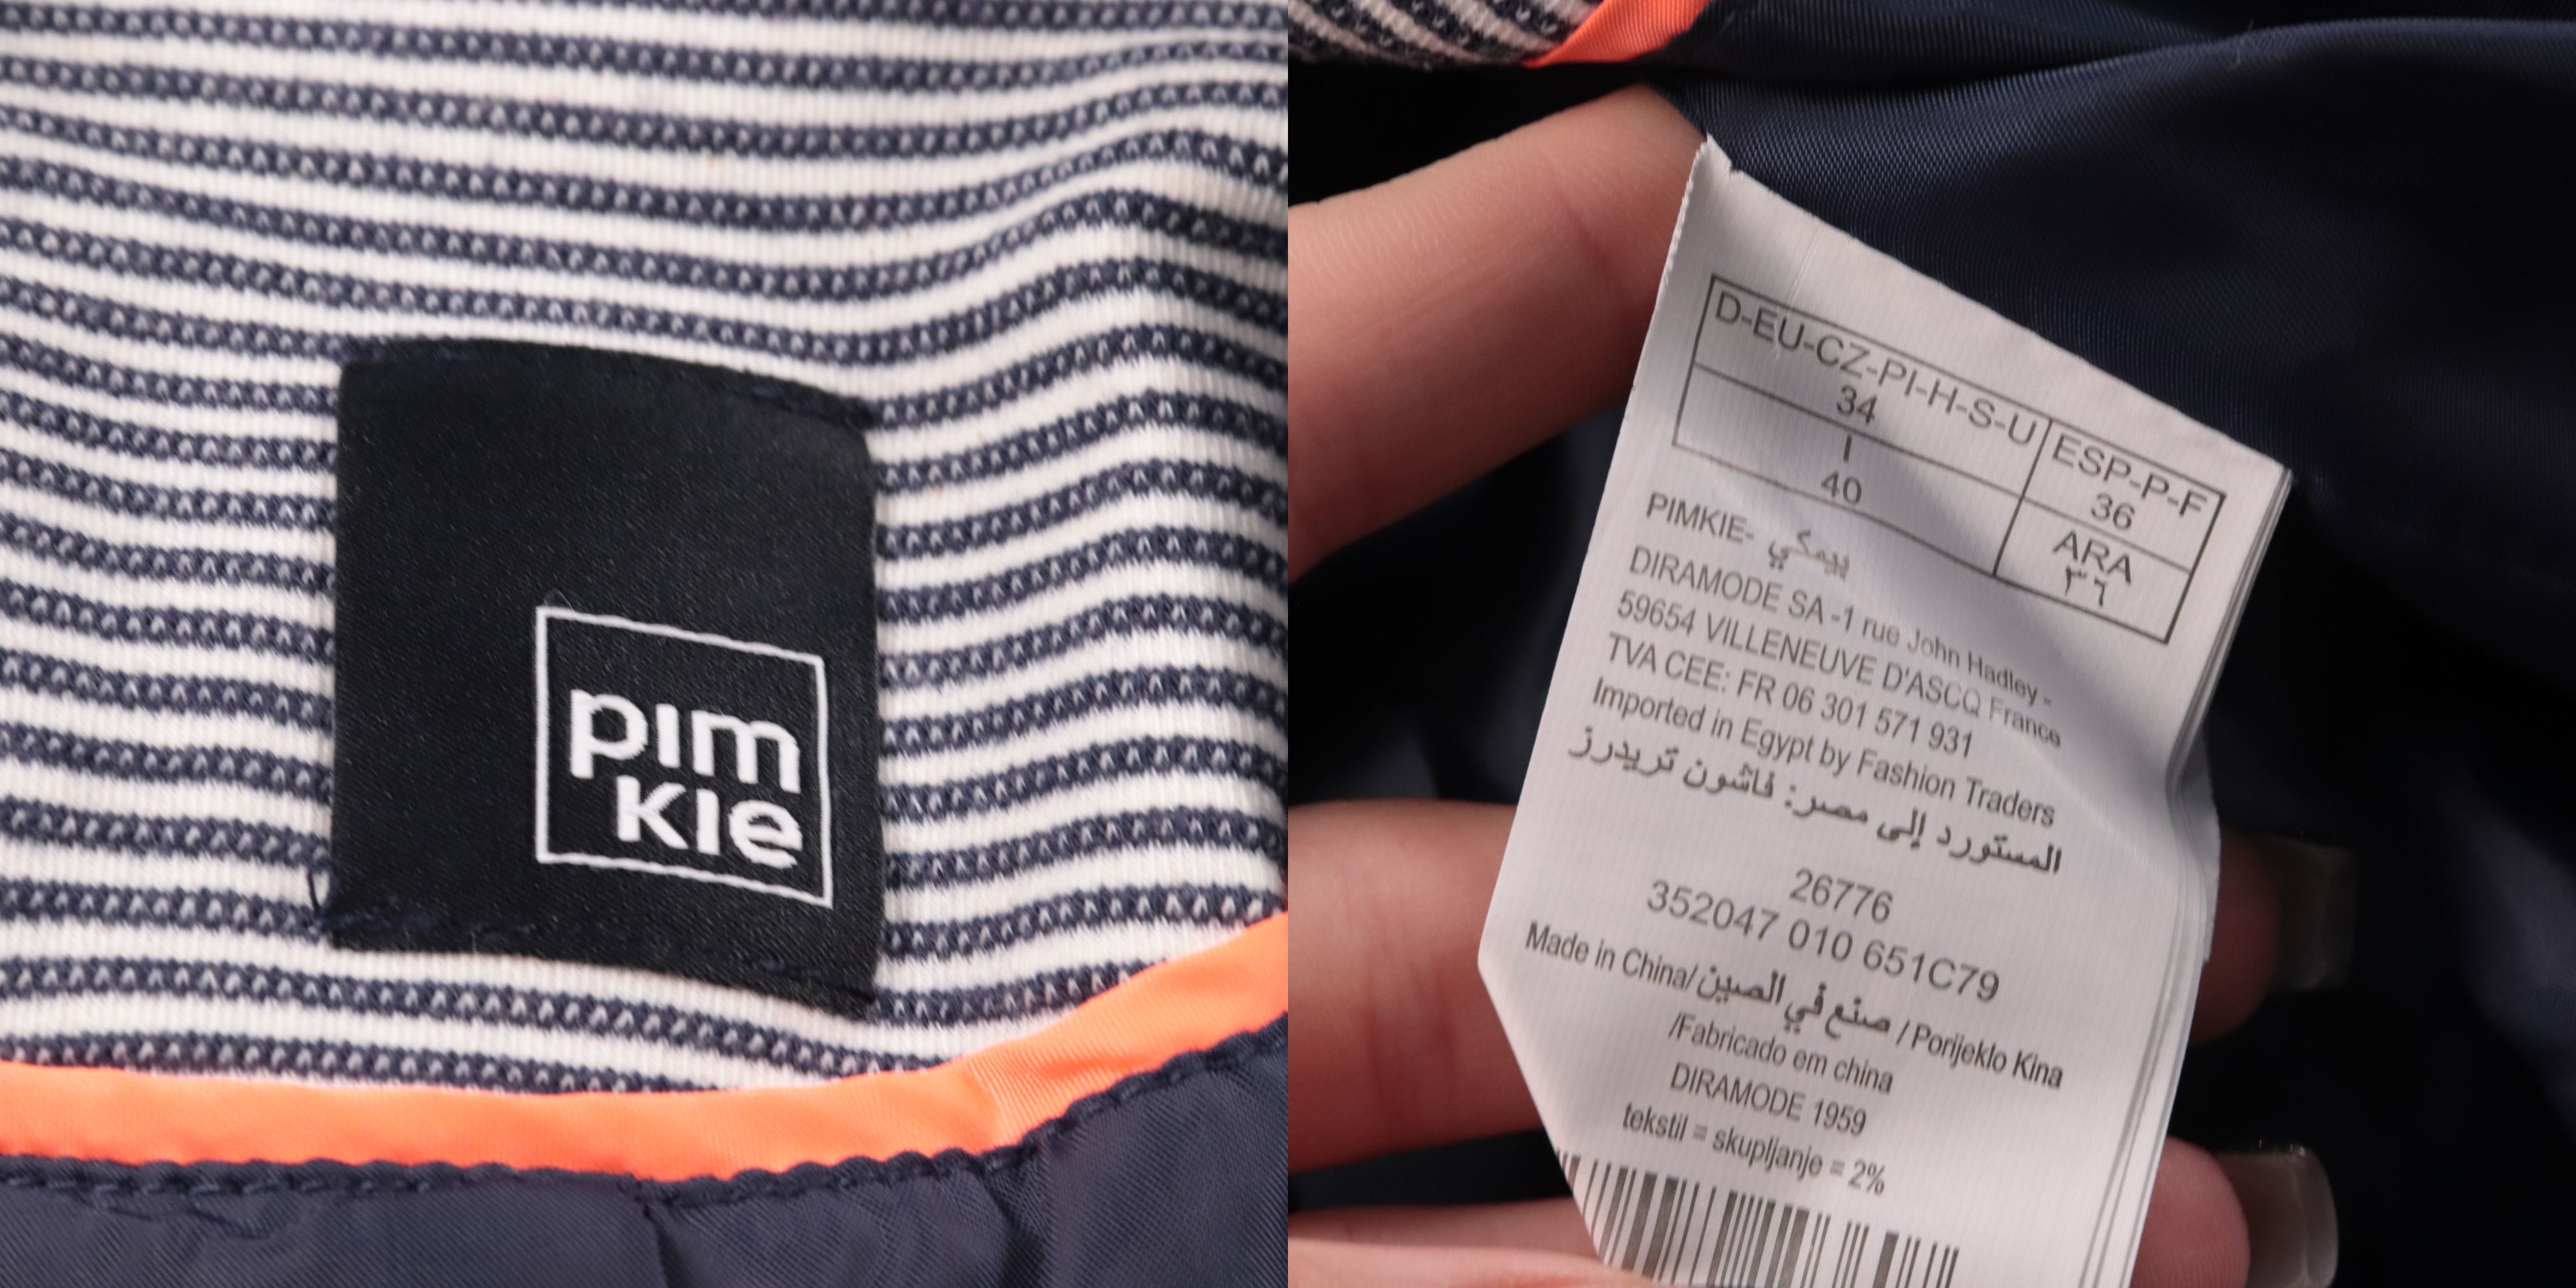 pim
kie
D-EU-CZ-PI-H-S-U ESP-P-F
34 36
I ARA
40 ٣٦
PIMKIE- بيمكي
DIRAMODE SA -1 rue John Hadley -
59654 VILLENEUVE D'ASCQ France
TVA CEE: FR 06 301 571 931
Imported in Egypt by Fashion Traders
المستورد إلى مصر: فاشون تريدرز
26776
352047 010 651C79
Made in China/ صنع في الصين / Porijeklo Kina
/Fabricado em china
DIRAMODE 1959
tekstil = skupljanje = 2%